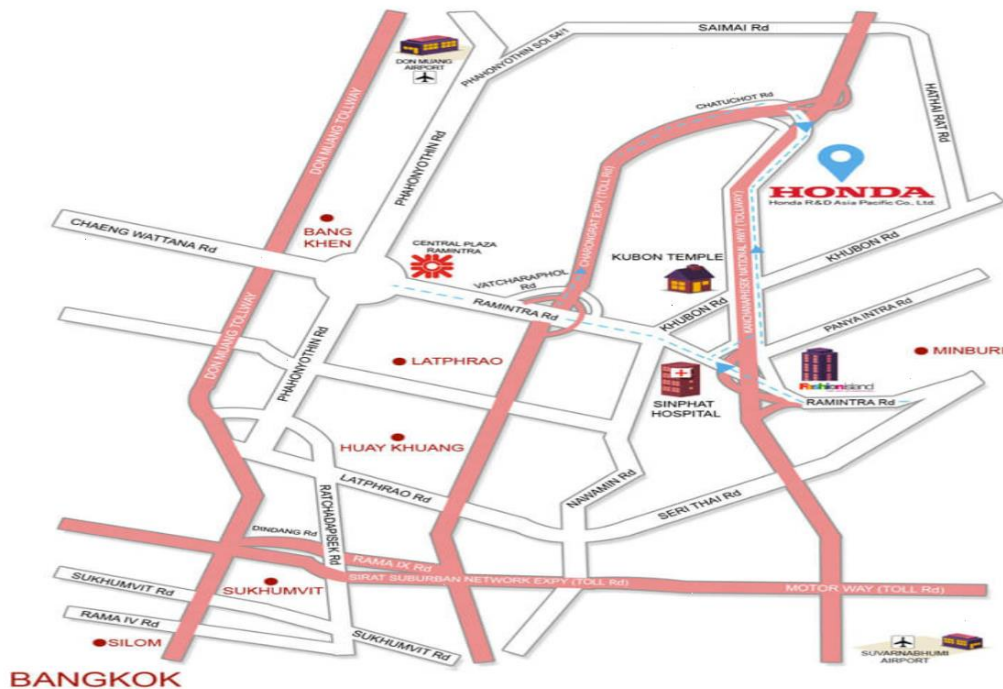 SAIMAI Rd
PHAHONYOTHIN SOI 54/1
DON MUANG
AIRPORT
DON MUANG TOLLWAY
PHAHONYOTHIN Rd
CHATUCHOT Rd
HATHAI RAT Rd
HONDA
Honda R&D Asia Pacific Co., Ltd.
BANG
KHEN
CHAENG WATTANA Rd
CENTRAL PLAZA
RAMINTRA
CHARONGRAT EXPY (TOLL Rd)
KANCHANAPHISEK NATIONAL HWY (TOLLWAY)
KUBON TEMPLE
KHUBON Rd
VATCHARAPHOL
Rd
RAMINTRA Rd
KHUBON Rd
PANYA INTRA Rd
MINBURI
DON MUANG TOLLWAY
PHAHONYOTHIN Rd
LATPHRAO
SINPHAT
HOSPITAL
Fashionisland
RAMINTRA Rd
HUAY KHUANG
LATPHRAO Rd
RATCHADAPISEK Rd
NAWAMIN Rd
SERI THAI Rd
DINDANG Rd
RAMA IX Rd
SIRAT SUBURBAN NETWORK EXPY (TOLL Rd)
MOTOR WAY (TOLL Rd)
SUKHUMVIT Rd
SUKHUMVIT
RAMA IV Rd
SILOM
SUKHUMVIT Rd
SUVARNABHUMI
AIRPORT
BANGKOK